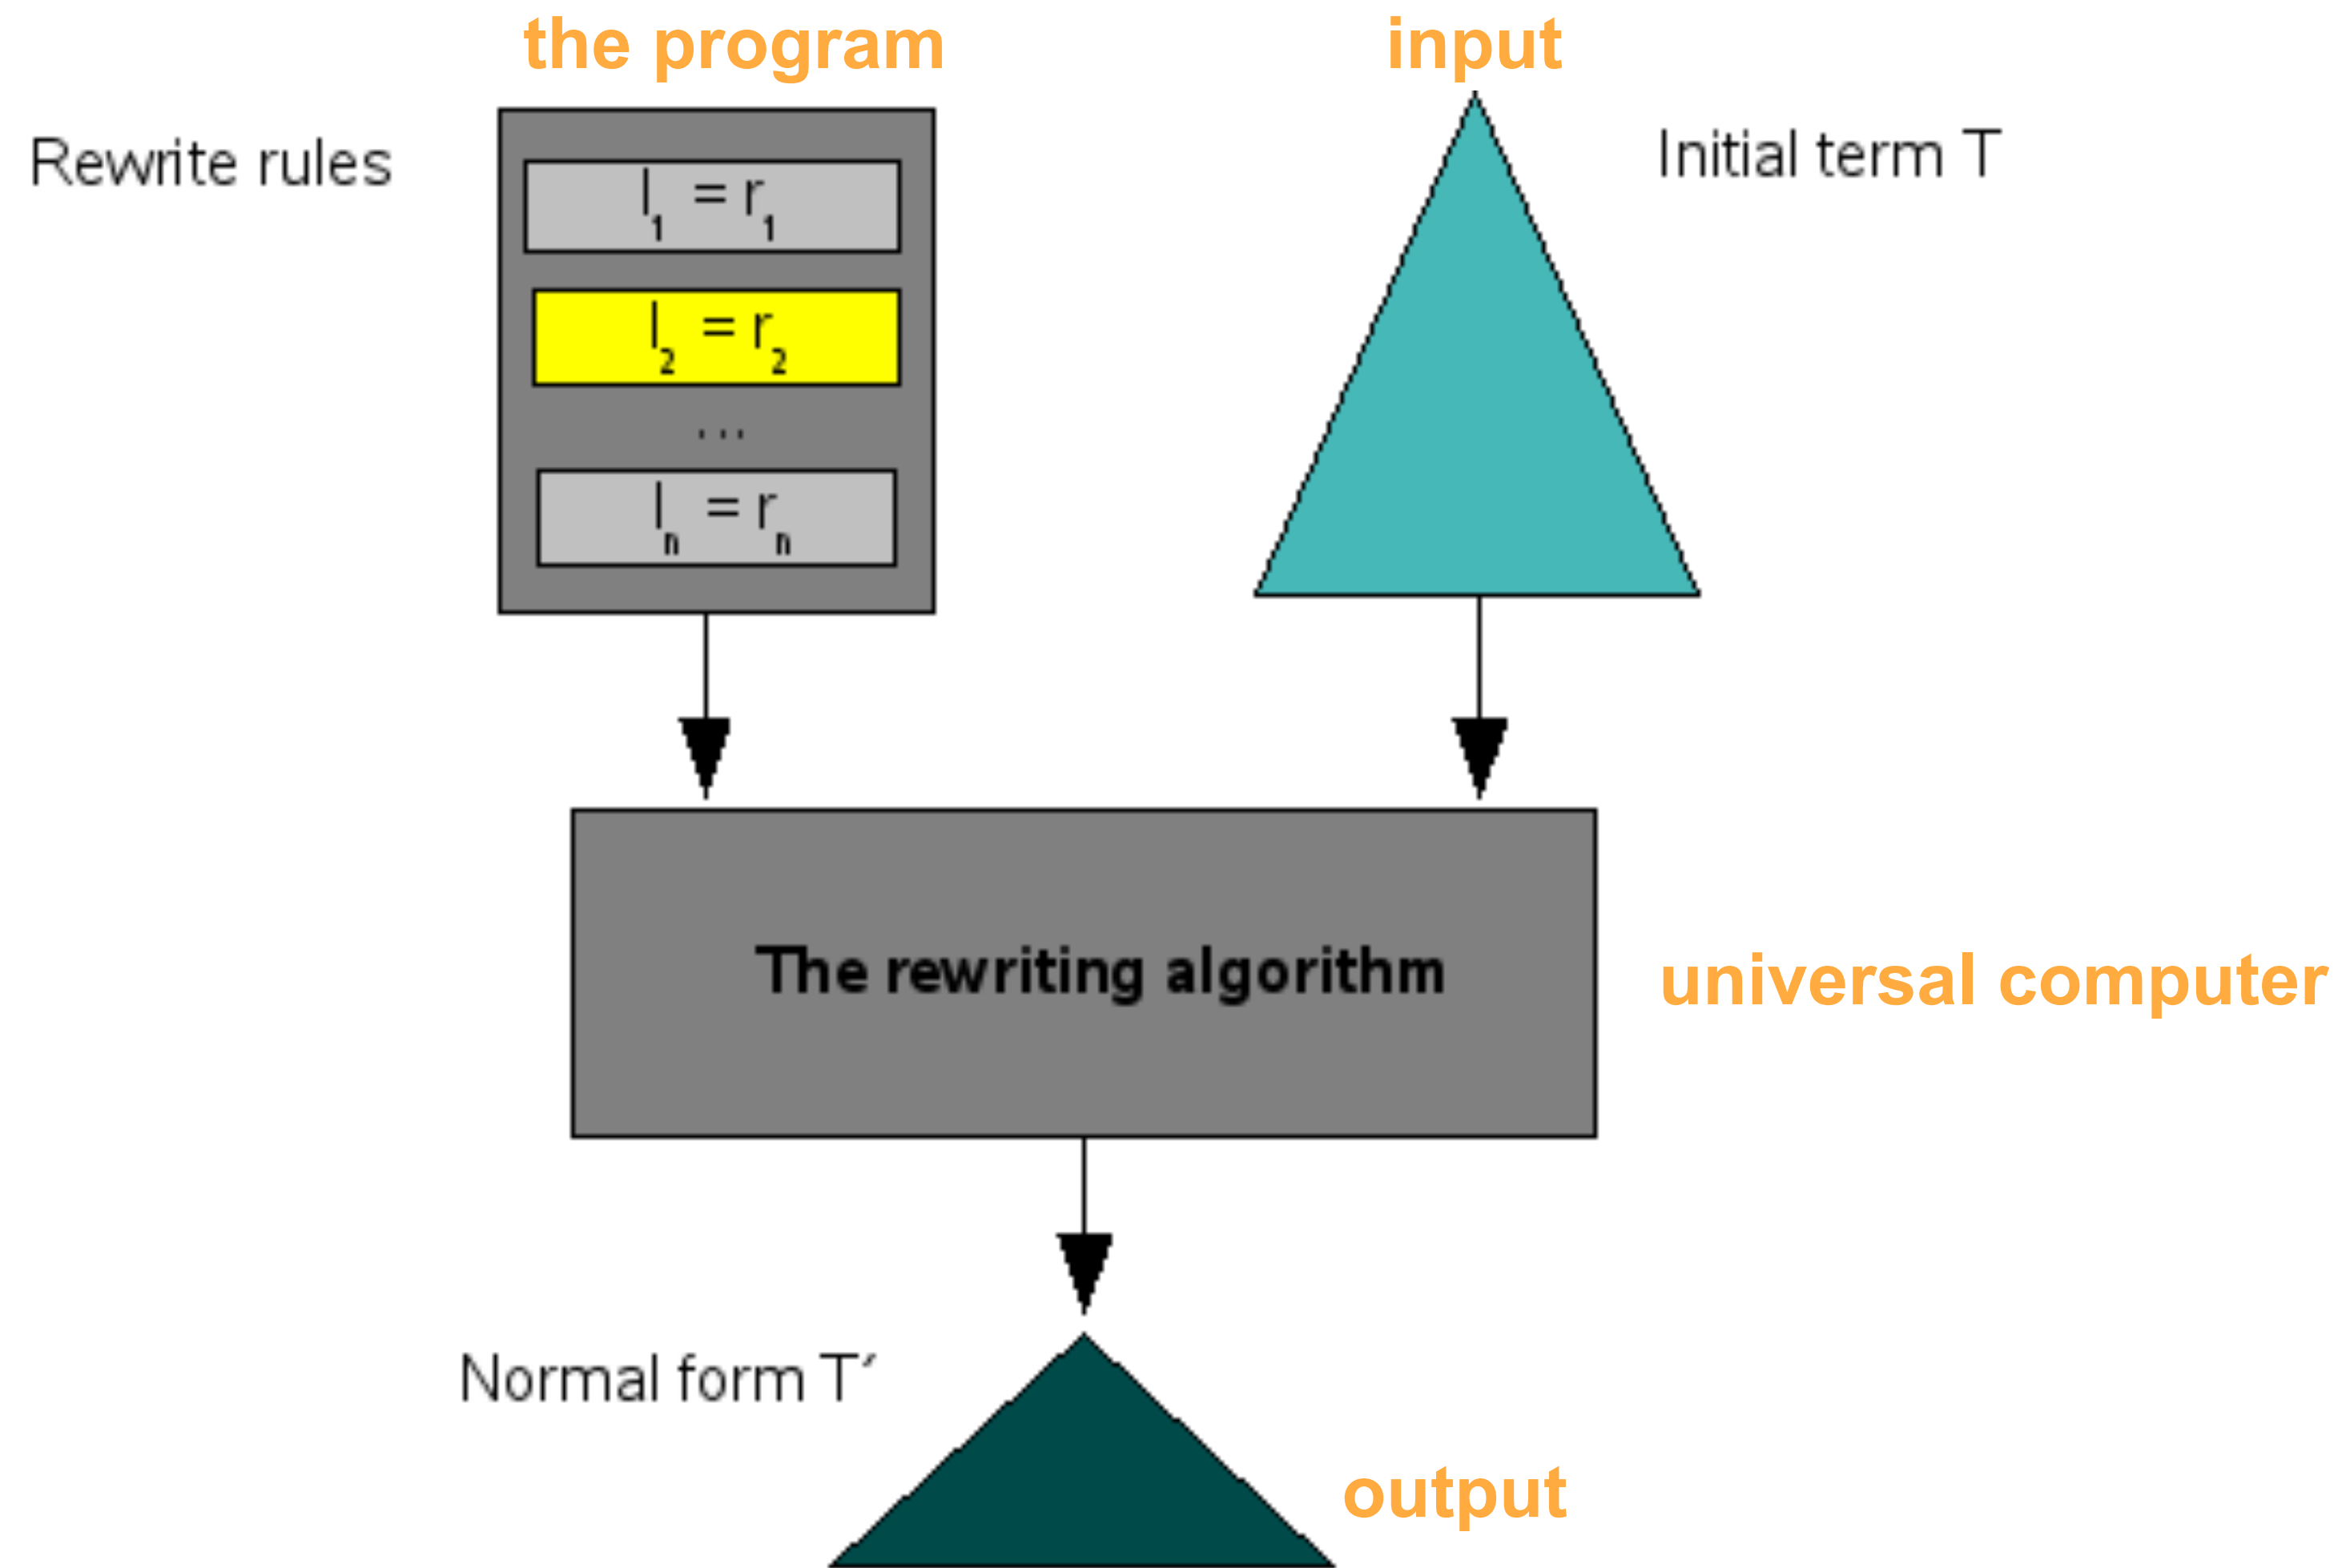 the program
input
Rewrite rules
Initial term T
l₁ = r₁
l₂ = r₂
...
lₙ = rₙ
The rewriting algorithm
universal computer
Normal form T′
output